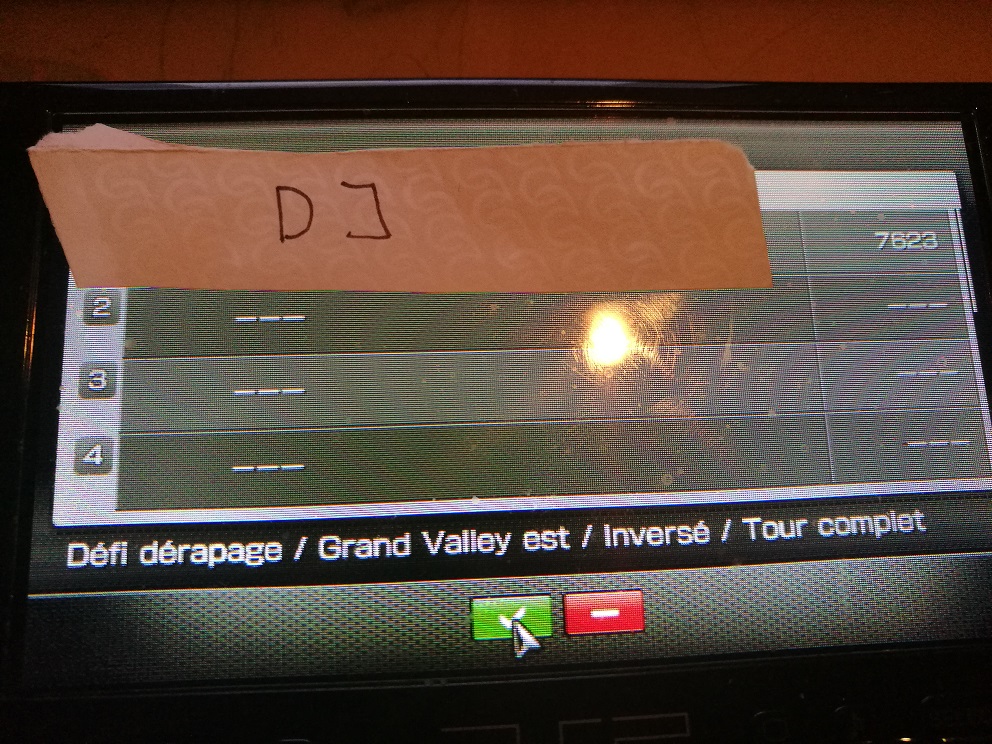 DJ
7623
2 --- ---
3 --- ---
4 --- ---
Défi dérapage / Grand Valley est / Inversé / Tour complet